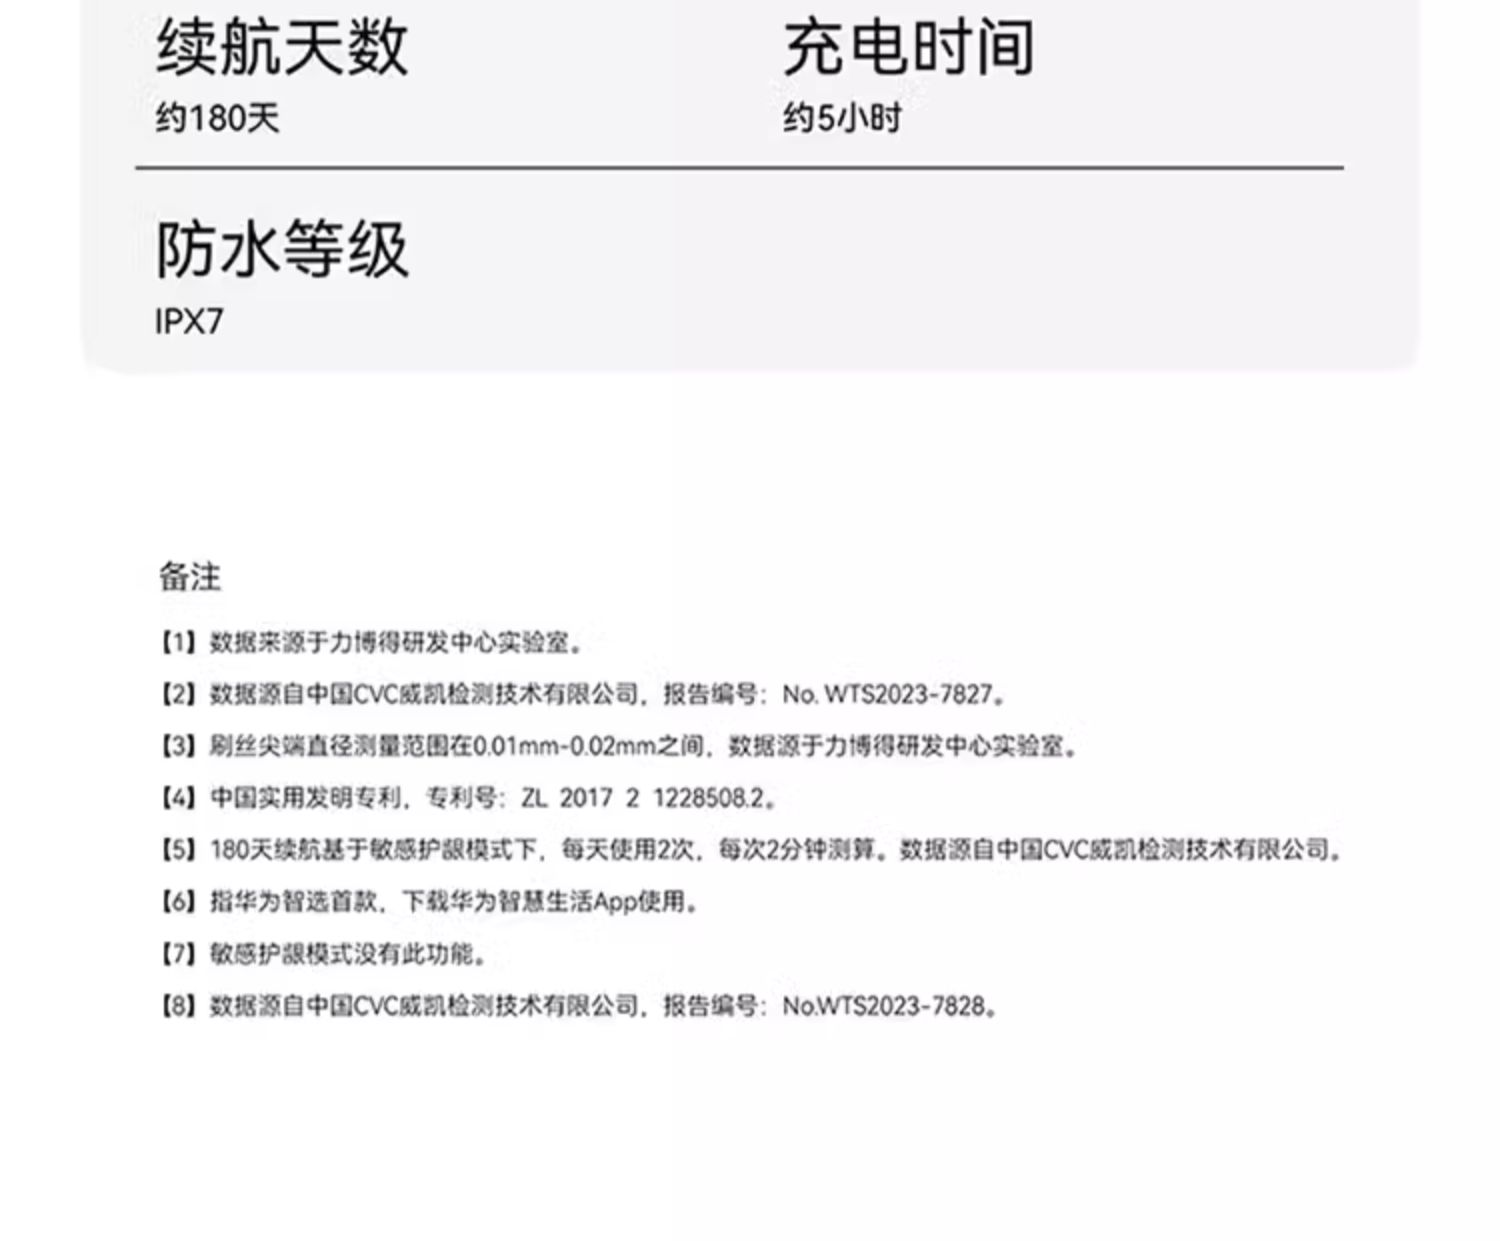 续航天数
约180天
充电时间
约5小时
防水等级
IPX7
备注
【1】数据来源于力博得研发中心实验室。
【2】数据源自中国CVC威凯检测技术有限公司，报告编号：No. WTS2023-7827。
【3】刷丝尖端直径测量范围在0.01mm-0.02mm之间，数据源于力博得研发中心实验室。
【4】中国实用发明专利，专利号：ZL 2017 2 1228508.2。
【5】180天续航基于敏感护龈模式下，每天使用2次，每次2分钟测算。数据源自中国CVC威凯检测技术有限公司。
【6】指华为智选首款，下载华为智慧生活App使用。
【7】敏感护龈模式没有此功能。
【8】数据源自中国CVC威凯检测技术有限公司，报告编号：No.WTS2023-7828。